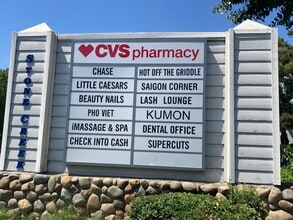 STONE CREEK
CVS pharmacy
CHASE
HOT OFF THE GRIDDLE
LITTLE CAESARS
SAIGON CORNER
BEAUTY NAILS
LASH LOUNGE
PHO VIET
KUMON
iMASSAGE & SPA
DENTAL OFFICE
CHECK INTO CASH
SUPERCUTS